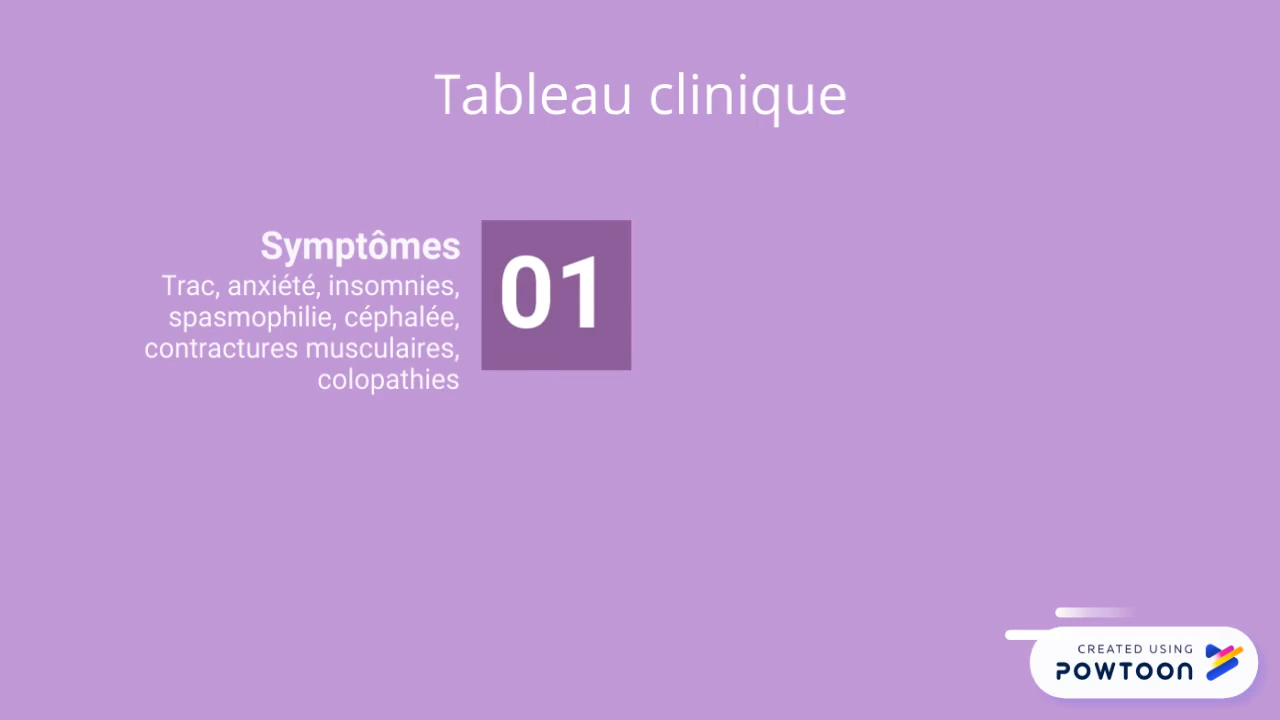 Tableau clinique
Symptômes
Trac, anxiété, insomnies,
spasmophilie, céphalée,
contractures musculaires,
colopathies
01
CREATED USING
POWTOON